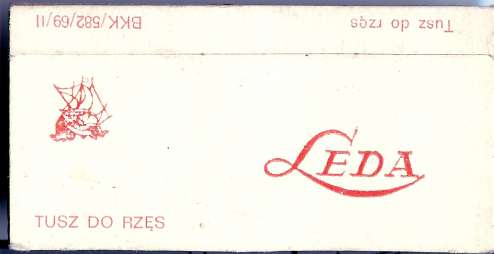 BKK/582/69/II Tusz do rzęs
LEDA
TUSZ DO RZĘS